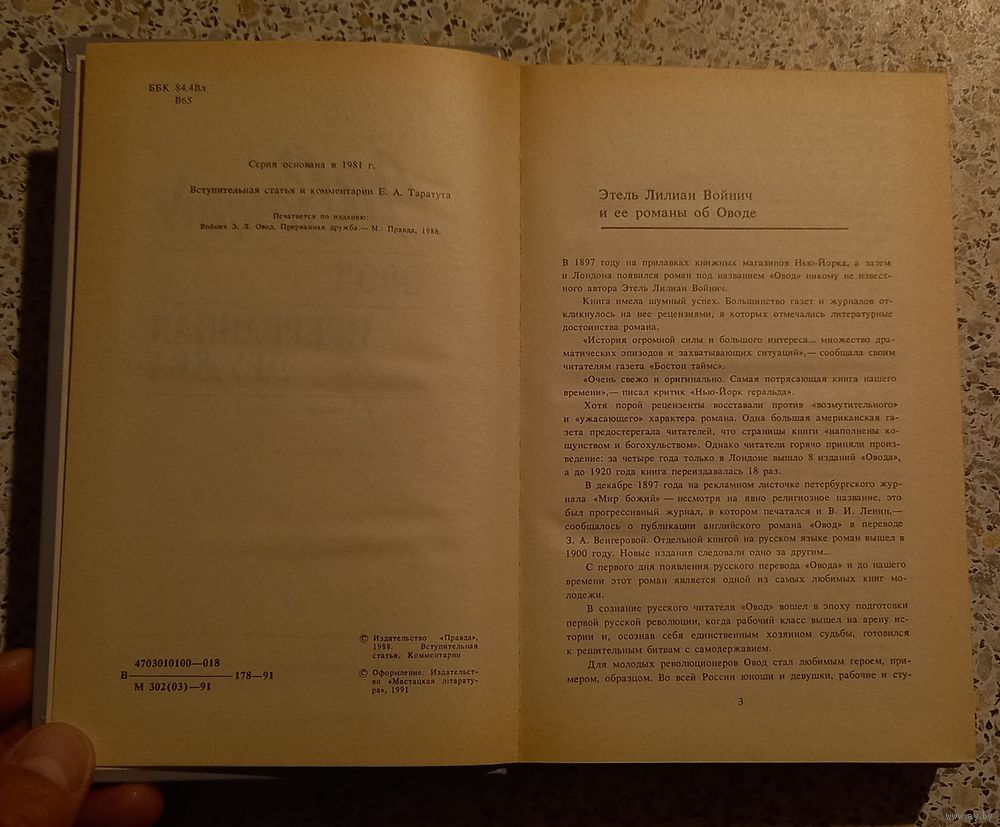 ББК 84.4Вл
В65
Серия основана в 1981 г.
Вступительная статья и комментарии Е. А. Таратута
Печатается по изданию:
Войнич Э. Л. Овод. Прерванная дружба.— М.: Правда, 1988.
4703010100—018
В———————178—91
М 302(03)—91
© Издательство «Правда»,
1988. Вступительная
статья. Комментарии
© Оформление. Издательст-
во «Мастацкая лiтарату-
ра», 1991
Этель Лилиан Войнич
и ее романы об Оводе
В 1897 году на прилавках книжных магазинов Нью-Йорка, а затем
и Лондона появился роман под названием «Овод» никому не извест-
ного автора Этель Лилиан Войнич.
Книга имела шумный успех. Большинство газет и журналов от-
кликнулось на нее рецензиями, в которых отмечались литературные
достоинства романа.
«История огромной силы и большого интереса... множество дра-
матических эпизодов и захватывающих ситуаций»,— сообщала своим
читателям газета «Бостон таймс».
«Очень свежо и оригинально. Самая потрясающая книга нашего
времени»,— писал критик «Нью-Йорк геральда».
Хотя порой рецензенты восставали против «возмутительного»
и «ужасающего» характера романа. Одна большая американская га-
зета предостерегала читателей, что страницы книги «наполнены ко-
щунством и богохульством». Однако читатели горячо приняли произ-
ведение: за четыре года только в Лондоне вышло 8 изданий «Овода»,
а до 1920 года книга переиздавалась 18 раз.
В декабре 1897 года на рекламном листочке петербургского жур-
нала «Мир божий» — несмотря на явно религиозное название, это
был прогрессивный журнал, в котором печатался и В. И. Ленин,—
сообщалось о публикации английского романа «Овод» в переводе
З. А. Венгеровой. Отдельной книгой на русском языке роман вышел в
1900 году. Новые издания следовали одно за другим...
С первого дня появления русского перевода «Овода» и до нашего
времени этот роман является одной из самых любимых книг мо-
лодежи.
В сознание русского читателя «Овод» вошел в эпоху подготовки
первой русской революции, когда рабочий класс вышел на арену ис-
тории и, осознав себя единственным хозяином судьбы, готовился
к решительным битвам с самодержавием.
Для молодых революционеров Овод стал любимым героем, при-
мером, образцом. Во всей России юноши и девушки, рабочие и сту-
3
www.ay.by